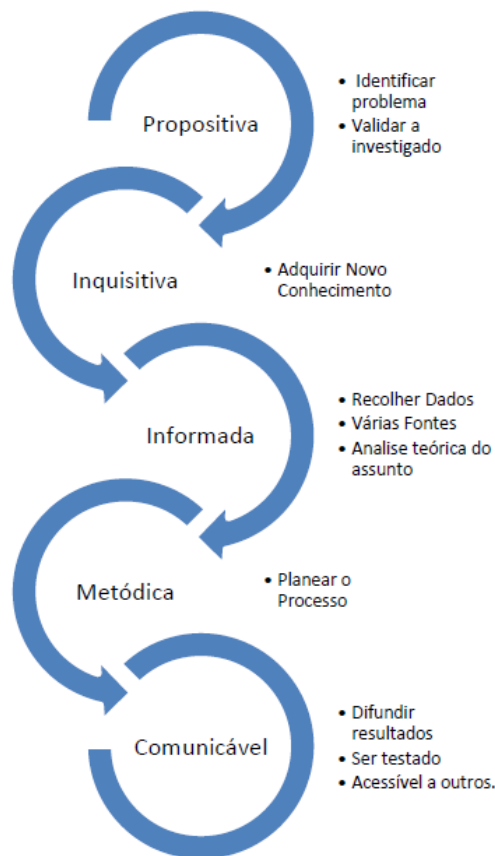 Propositiva
• Identificar
problema
• Validar a
investigado
Inquisitiva
• Adquirir Novo
Conhecimento
Informada
• Recolher Dados
• Várias Fontes
• Analise teórica do
assunto
Metódica
• Planear o
Processo
Comunicável
• Difundir
resultados
• Ser testado
• Acessível a outros.